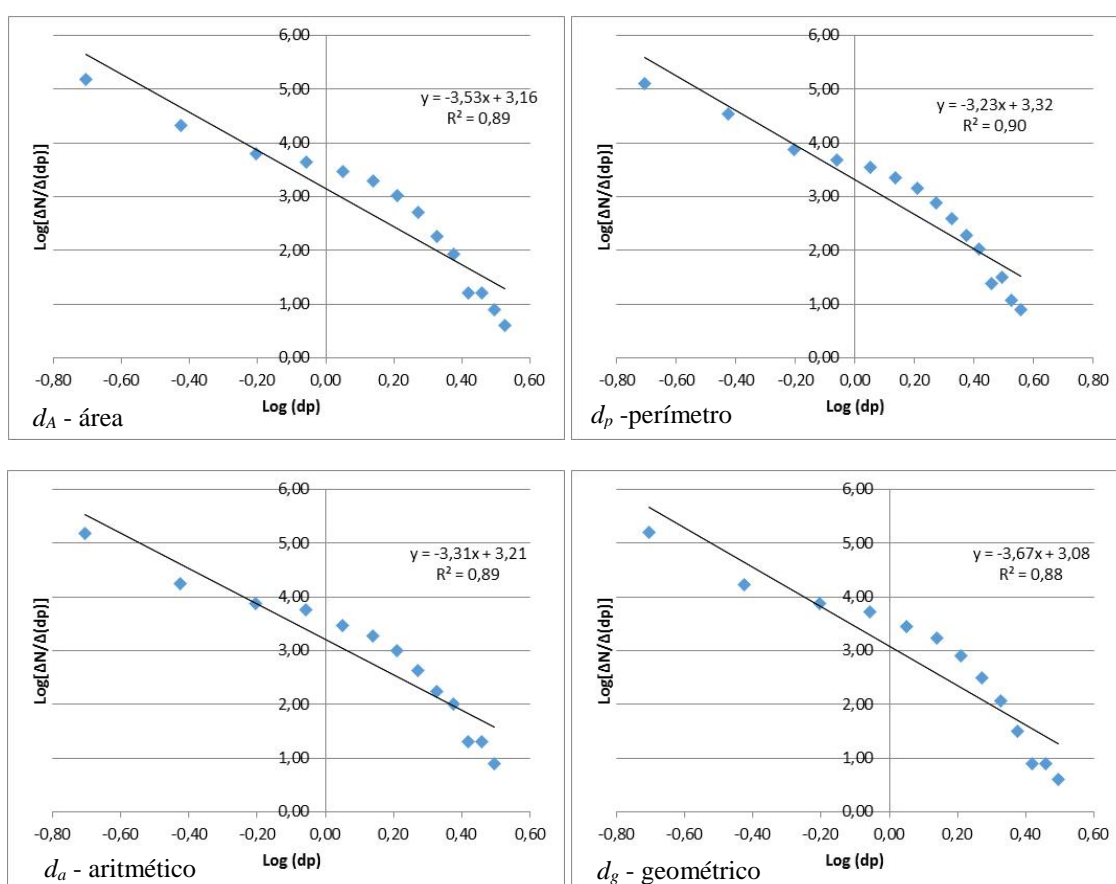 6,00
5,00
4,00
3,00
2,00
1,00
0,00
-0,80 -0,60 -0,40 -0,20 0,00 0,20 0,40 0,60
Log[ΔN/Δ(dp)]
Log (dp)
y = -3,53x + 3,16
R² = 0,89
dA - área
6,00
5,00
4,00
3,00
2,00
1,00
0,00
-0,80 -0,60 -0,40 -0,20 0,00 0,20 0,40 0,60 0,80
Log[ΔN/Δ(dp)]
Log (dp)
y = -3,23x + 3,32
R² = 0,90
dp -perímetro
6,00
5,00
4,00
3,00
2,00
1,00
0,00
-0,80 -0,60 -0,40 -0,20 0,00 0,20 0,40 0,60
Log[ΔN/Δ(dp)]
Log (dp)
y = -3,31x + 3,21
R² = 0,89
da - aritmético
6,00
5,00
4,00
3,00
2,00
1,00
0,00
-0,80 -0,60 -0,40 -0,20 0,00 0,20 0,40 0,60
Log[ΔN/Δ(dp)]
Log (dp)
y = -3,67x + 3,08
R² = 0,88
dg - geométrico